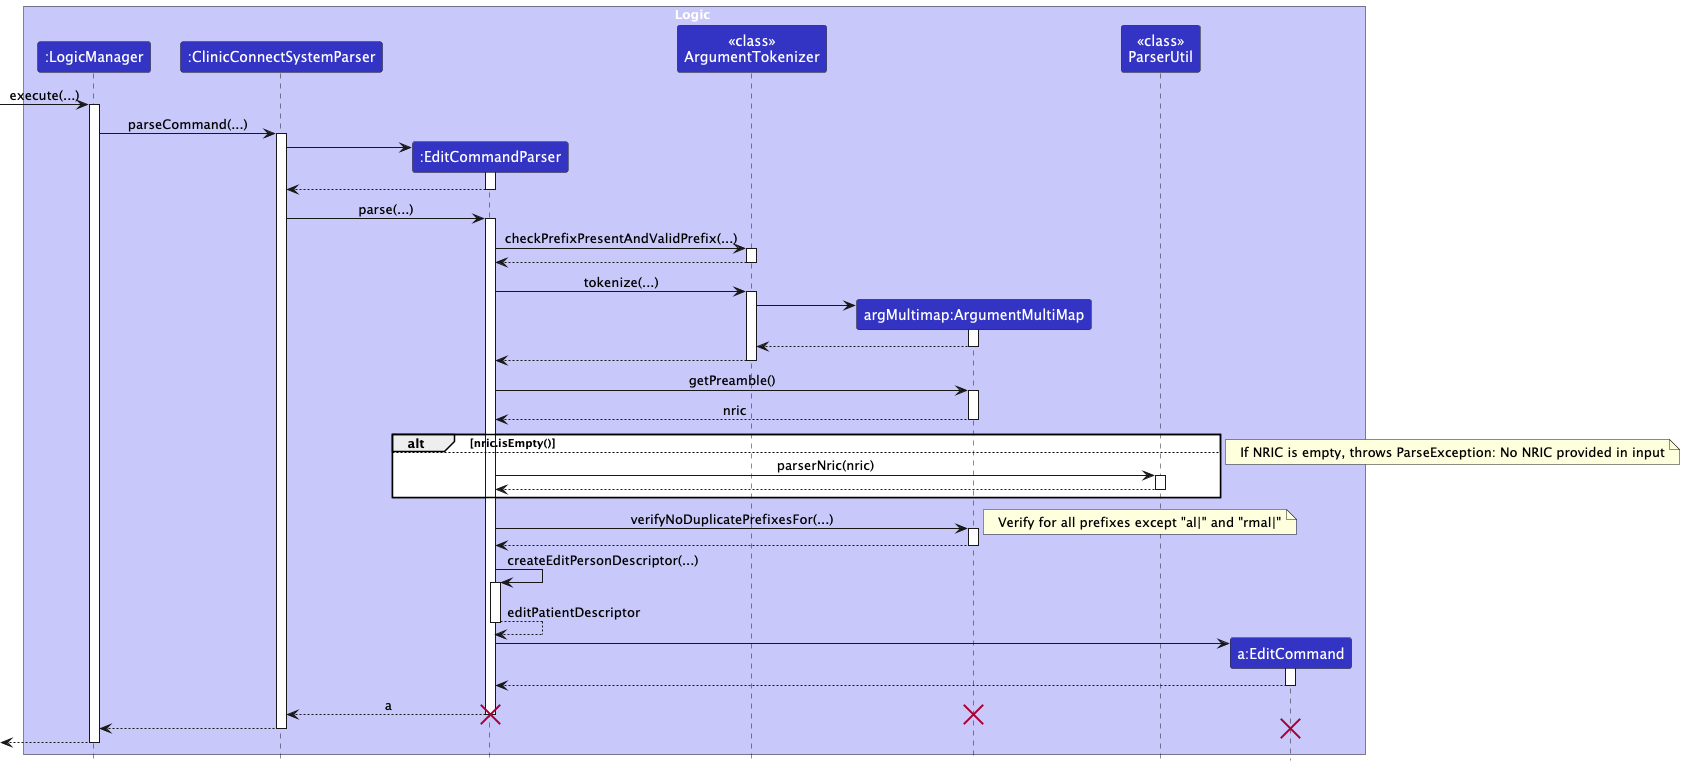 Logic
:LogicManager
:ClinicConnectSystemParser
«class»
ArgumentTokenizer
«class»
ParserUtil
execute(...)
parseCommand(...)
:EditCommandParser
parse(...)
checkPrefixPresentAndValidPrefix(...)
tokenize(...)
argMultimap:ArgumentMultiMap
getPreamble()
nric
alt [nric.isEmpty()]
If NRIC is empty, throws ParseException: No NRIC provided in input
parserNric(nric)
verifyNoDuplicatePrefixesFor(...)
Verify for all prefixes except "al|" and "rmal|"
createEditPersonDescriptor(...)
editPatientDescriptor
a:EditCommand
a